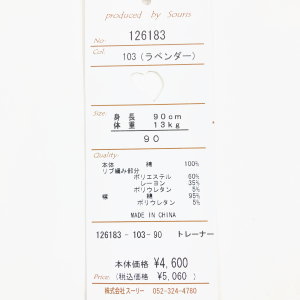 produced by Souris
No.
126183
Col.
103 (ラベンダー)
Size.
身 長 90cm
体 重 13kg
90
Quality.
本体 綿 100%
リブ編み部分
ポリエステル 60%
レーヨン 35%
ポリウレタン 5%
綿 95%
ポリウレタン 5%
MADE IN CHINA
126183 - 103 - 90 トレーナー
本体価格 ¥4,600
Price. (税込価格 ¥5,060)
株式会社スーリー 052-324-4780